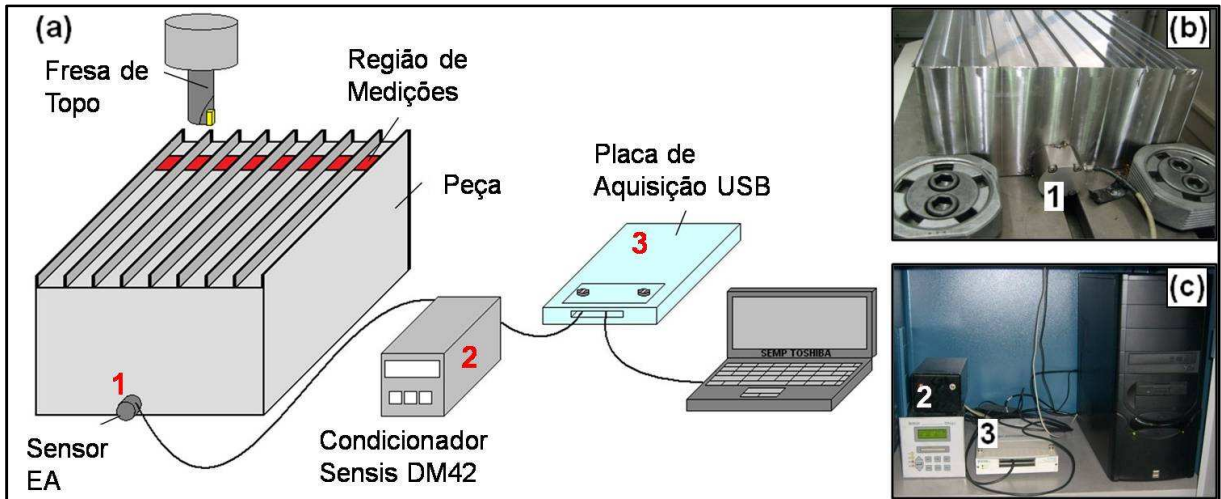 (a)
Fresa de
Topo
Região de
Medições
Peça
Placa de
Aquisição USB
3
2
1
SEMP TOSHIBA
Sensor
EA
Condicionador
Sensis DM42
(b)
1
(c)
2
3